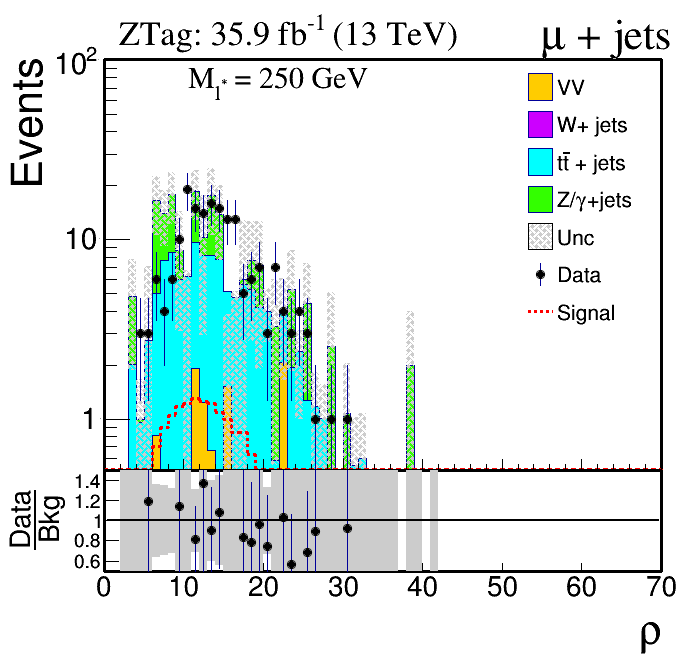 ZTag: 35.9 fb⁻¹ (13 TeV)
μ + jets
M_l* = 250 GeV
Events
10²
10
1
VV
W+ jets
tt̄ + jets
Z/γ+jets
Unc
Data
Signal
Data
Bkg
1.4
1.2
1
0.8
0.6
0 10 20 30 40 50 60 70
ρ